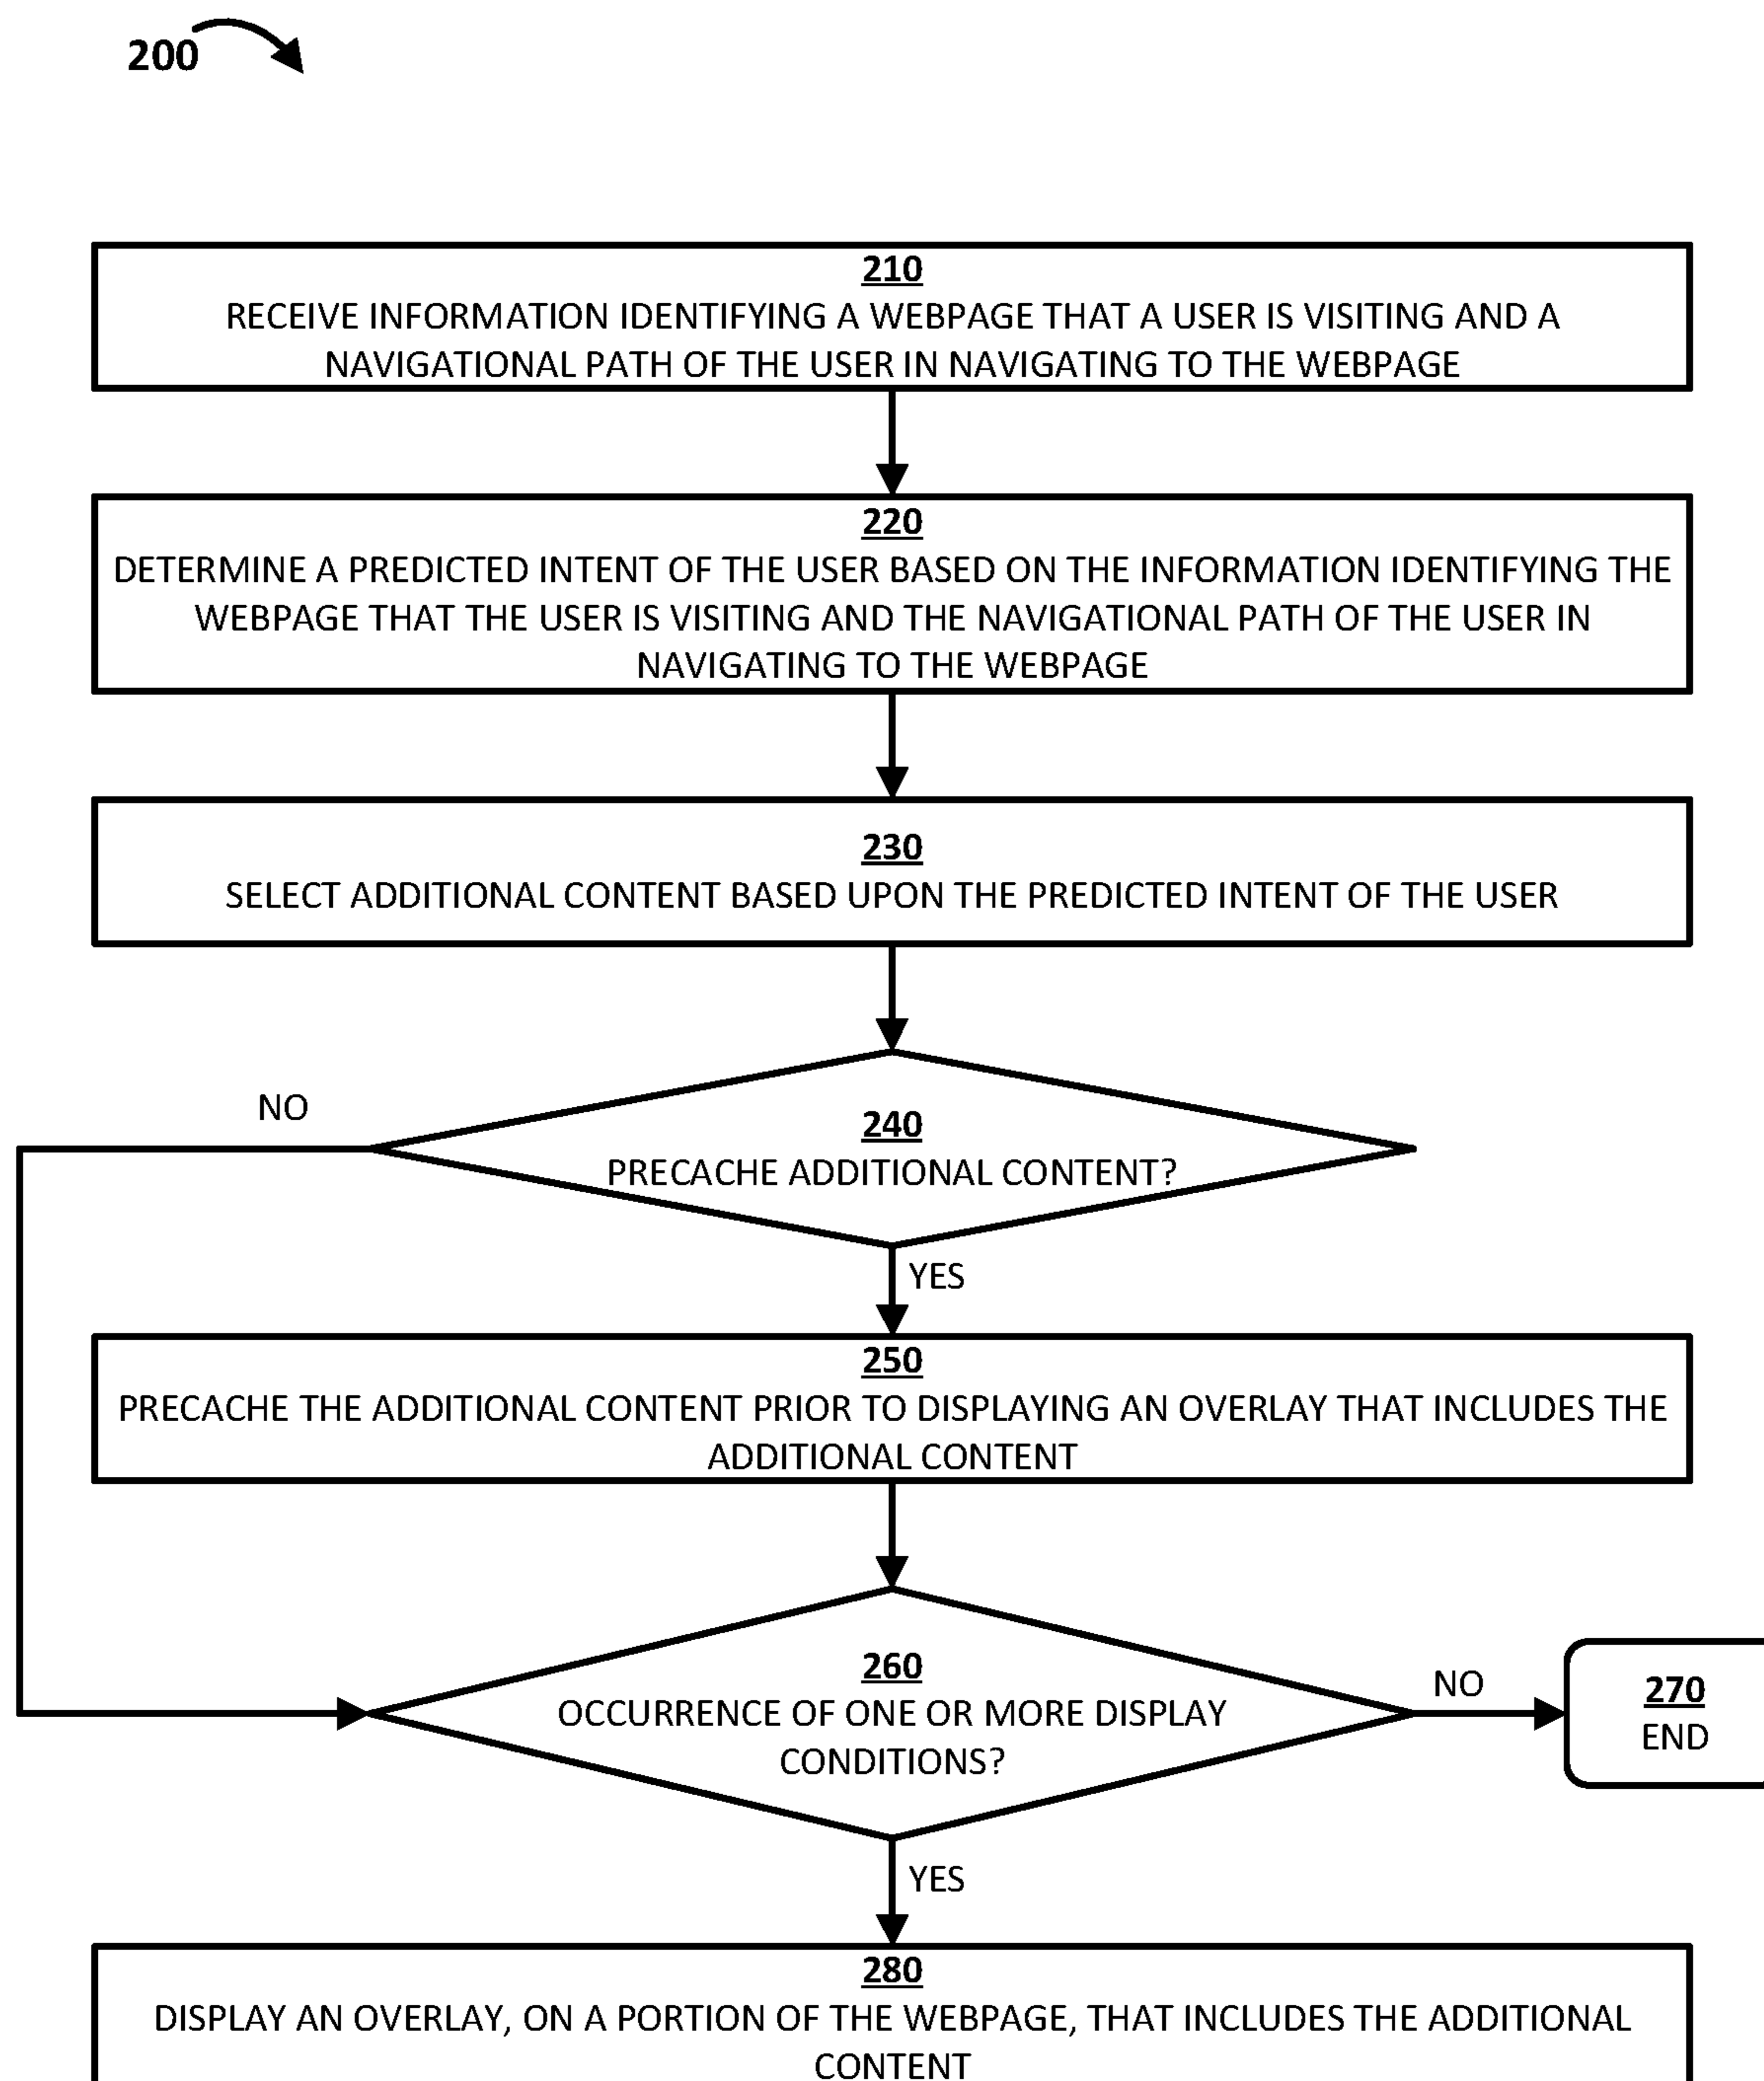 200
210
RECEIVE INFORMATION IDENTIFYING A WEBPAGE THAT A USER IS VISITING AND A
NAVIGATIONAL PATH OF THE USER IN NAVIGATING TO THE WEBPAGE
220
DETERMINE A PREDICTED INTENT OF THE USER BASED ON THE INFORMATION IDENTIFYING THE
WEBPAGE THAT THE USER IS VISITING AND THE NAVIGATIONAL PATH OF THE USER IN
NAVIGATING TO THE WEBPAGE
230
SELECT ADDITIONAL CONTENT BASED UPON THE PREDICTED INTENT OF THE USER
NO
240
PRECACHE ADDITIONAL CONTENT?
YES
250
PRECACHE THE ADDITIONAL CONTENT PRIOR TO DISPLAYING AN OVERLAY THAT INCLUDES THE
ADDITIONAL CONTENT
260
OCCURRENCE OF ONE OR MORE DISPLAY
CONDITIONS?
NO
270
END
YES
280
DISPLAY AN OVERLAY, ON A PORTION OF THE WEBPAGE, THAT INCLUDES THE ADDITIONAL
CONTENT